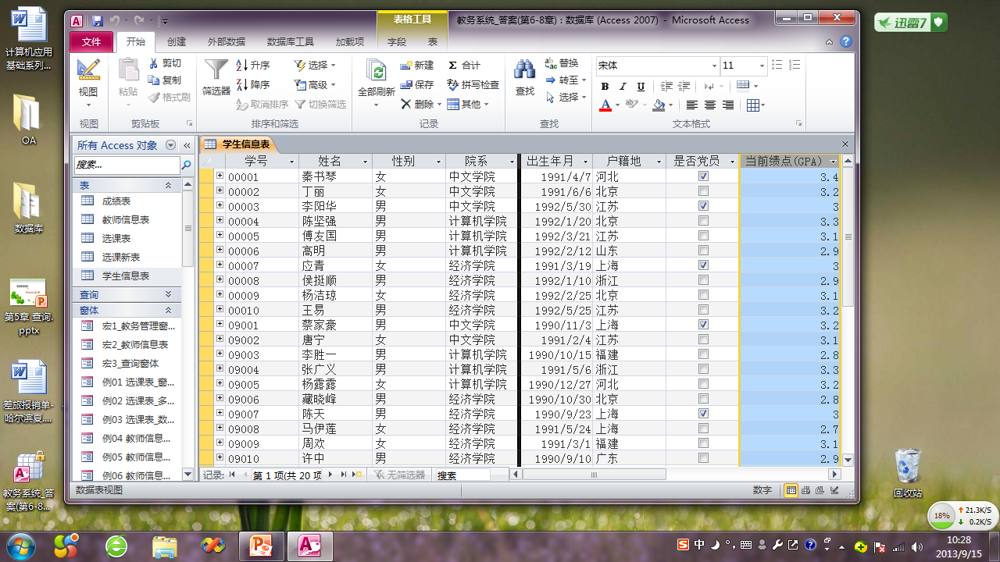 计算机应用
基础系列...
OA
数据库
第5章 查询.
pptx
差旅报销单-
哈尔滨夏....
教务系统_答
案(第6-8...
迅雷7
回收站
表格工具
教务系统_答案(第6-8章) : 数据库 (Access 2007) - Microsoft Access
文件 开始 创建 外部数据 数据库工具 加载项 字段 表
视图
视图
粘贴
剪切
复制
格式刷
剪贴板
筛选器
升序
降序
取消排序
选择
高级
切换筛选
排序和筛选
全部刷新
新建
保存
删除
合计
拼写检查
其他
记录
查找
替换
转至
选择
查找
宋体 11
B I U
A
文本格式
所有 Access 对象
搜索...
表
成绩表
教师信息表
选课表
选课新表
学生信息表
查询
窗体
宏1_教务管理窗...
宏2_教师信息表
宏3_查询窗体
例01 选课表_窗...
例02 选课表_多...
例03 选课表_数...
例04 教师信息...
例05 教师信息...
例06 教师信息...
学生信息表
学号 姓名 性别 院系 出生年月 户籍地 是否党员 当前绩点(GPA)
00001 秦书琴 女 中文学院 1991/4/7 河北 3.4
00002 丁丽 女 中文学院 1991/6/6 北京 3.2
00003 李阳华 男 中文学院 1992/5/30 江苏 3
00004 陈坚强 男 计算机学院 1992/1/20 北京 3.3
00005 傅友国 男 计算机学院 1992/1/21 江苏 3.1
00006 高明 男 计算机学院 1992/2/12 山东 2.9
00007 应青 女 经济学院 1991/3/19 上海 3
00008 侯挺顺 男 经济学院 1992/1/10 浙江 2.9
00009 杨洁琼 女 经济学院 1992/2/25 北京 3.1
00010 王易 男 经济学院 1992/5/25 江苏 3.2
09001 蔡家豪 男 中文学院 1990/11/3 上海 3.2
09002 唐宁 女 中文学院 1991/2/4 江苏 3.1
09003 李胜一 男 计算机学院 1990/10/15 福建 2.8
09004 张广义 男 计算机学院 1991/1/1 浙江 3.3
09005 杨露露 女 计算机学院 1990/12/20 河北 3.2
09006 藏晓峰 男 经济学院 1990/10/30 北京 2.8
09007 陈天 男 经济学院 1990/9/23 上海 3
09008 马伊莲 女 经济学院 1991/5/24 上海 2.7
09009 周欢 女 经济学院 1991/3/1 福建 3.1
09010 许中 男 经济学院 1990/9/10 广东 2.9
记录: 第 1 项(共 20 项 无筛选器 搜索
数据表视图 数字
18%
21.3K/S
0.2K/S
中
10:28
2013/9/15